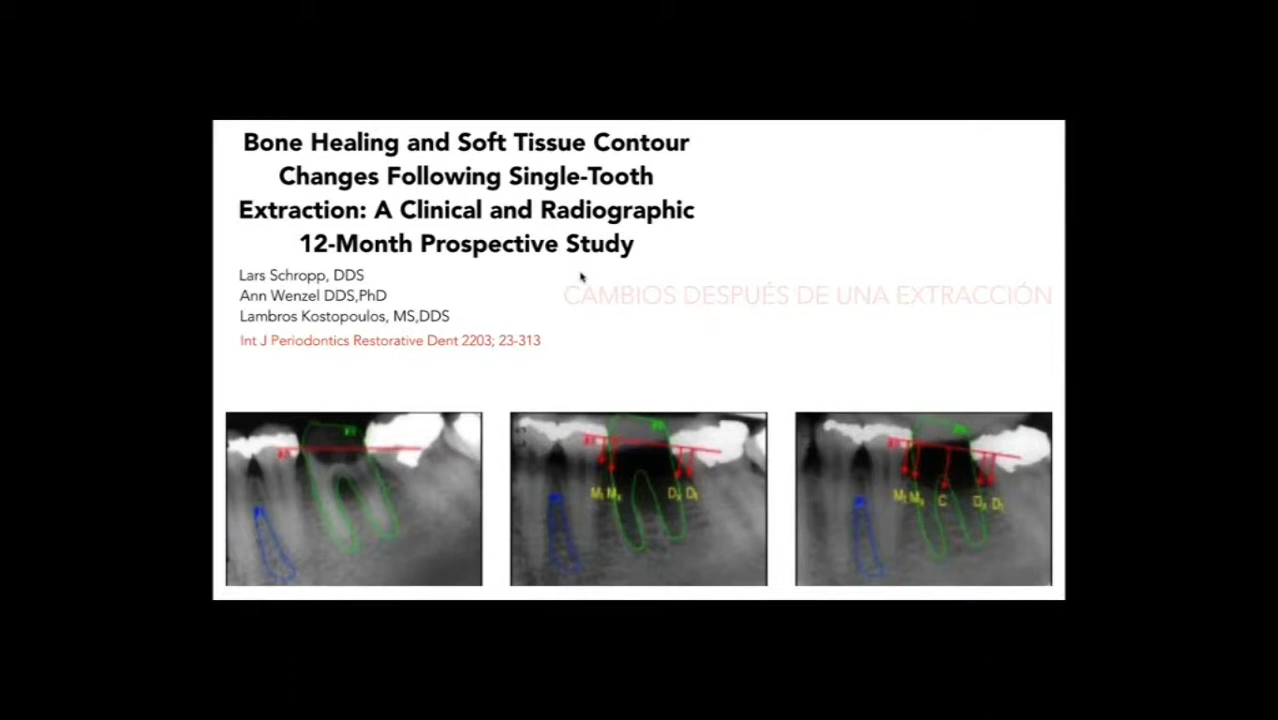 Bone Healing and Soft Tissue Contour
Changes Following Single-Tooth
Extraction: A Clinical and Radiographic
12-Month Prospective Study
Lars Schropp, DDS
Ann Wenzel DDS,PhD
Lambros Kostopoulos, MS,DDS
Int J Periodontics Restorative Dent 2203; 23-313
CAMBIOS DESPUÉS DE UNA EXTRACCIÓN
C